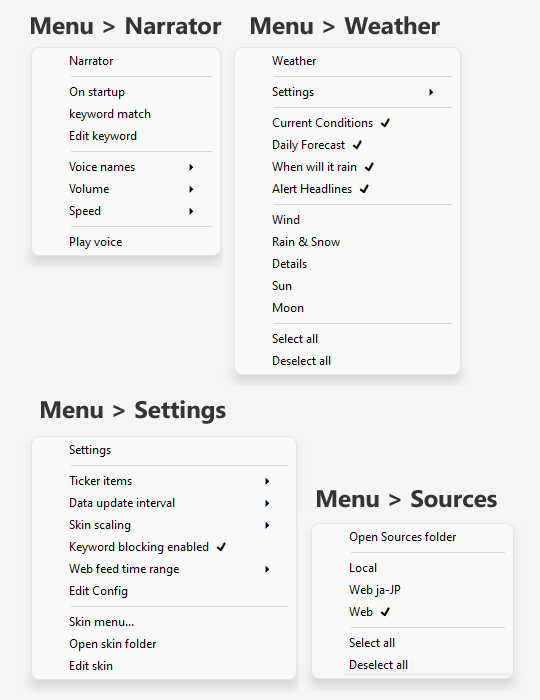 Menu > Narrator
Narrator
On startup
keyword match
Edit keyword
Voice names
Volume
Speed
Play voice
Menu > Weather
Weather
Settings
Current Conditions ✔
Daily Forecast ✔
When will it rain ✔
Alert Headlines ✔
Wind
Rain & Snow
Details
Sun
Moon
Select all
Deselect all
Menu > Settings
Settings
Ticker items
Data update interval
Skin scaling
Keyword blocking enabled ✔
Web feed time range
Edit Config
Skin menu...
Open skin folder
Edit skin
Menu > Sources
Open Sources folder
Local
Web ja-JP
Web ✔
Select all
Deselect all